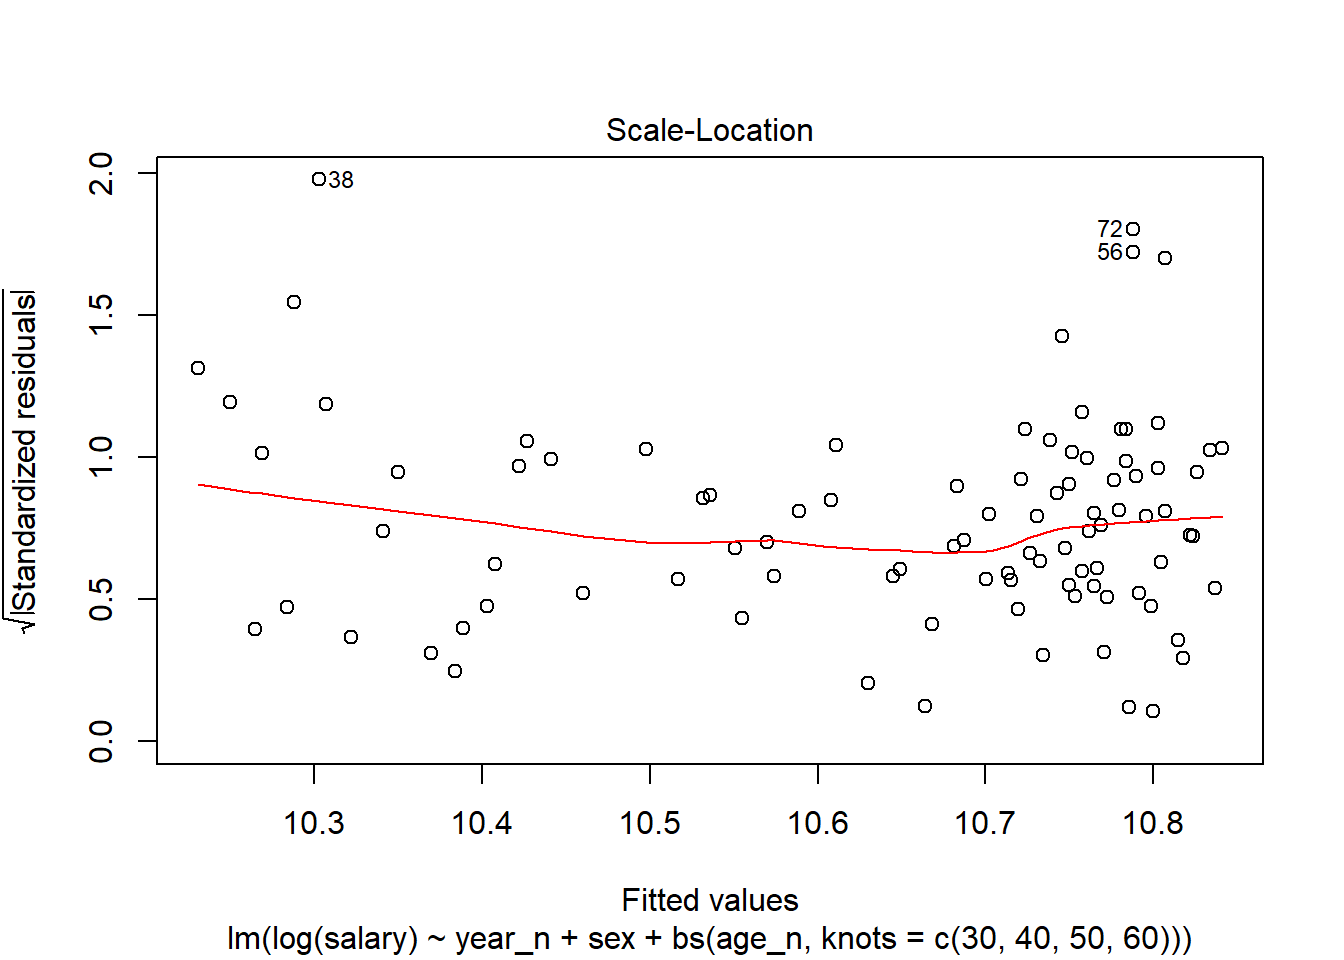 Scale-Location
√|Standardized residuals|
2.0
1.5
1.0
0.5
0.0
38
72
56
10.3 10.4 10.5 10.6 10.7 10.8
Fitted values
lm(log(salary) ~ year_n + sex + bs(age_n, knots = c(30, 40, 50, 60)))